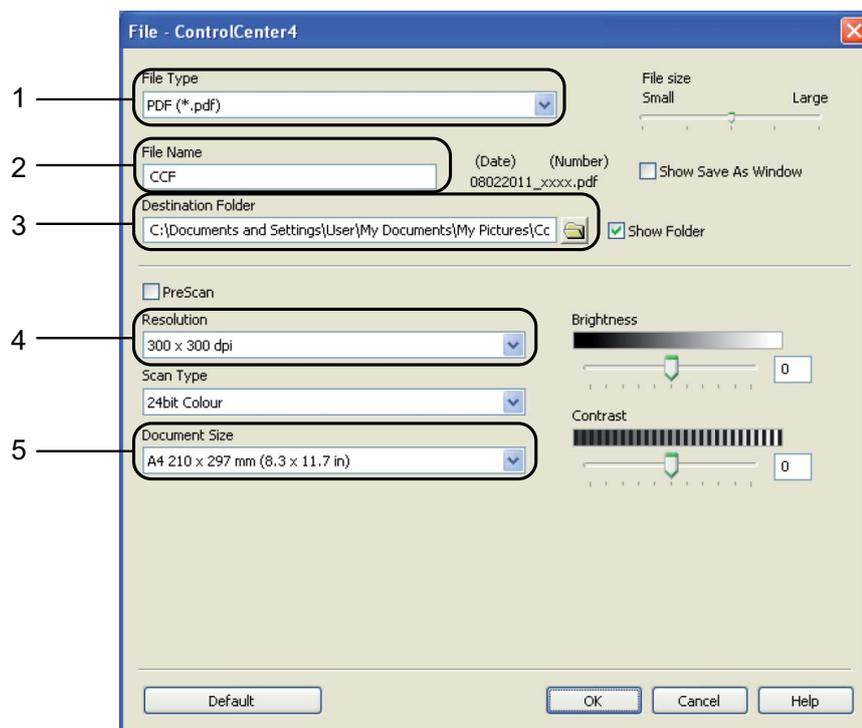 File - ControlCenter4
File Type
PDF (*.pdf)
File size
Small Large
1
File Name
CCF
(Date) (Number)
08022011_xxxx.pdf
Show Save As Window
2
Destination Folder
C:\Documents and Settings\User\My Documents\My Pictures\Cc
Show Folder
3
PreScan
Resolution
300 x 300 dpi
4
Brightness
0
Scan Type
24bit Colour
Contrast
0
Document Size
A4 210 x 297 mm (8.3 x 11.7 in)
5
Default OK Cancel Help